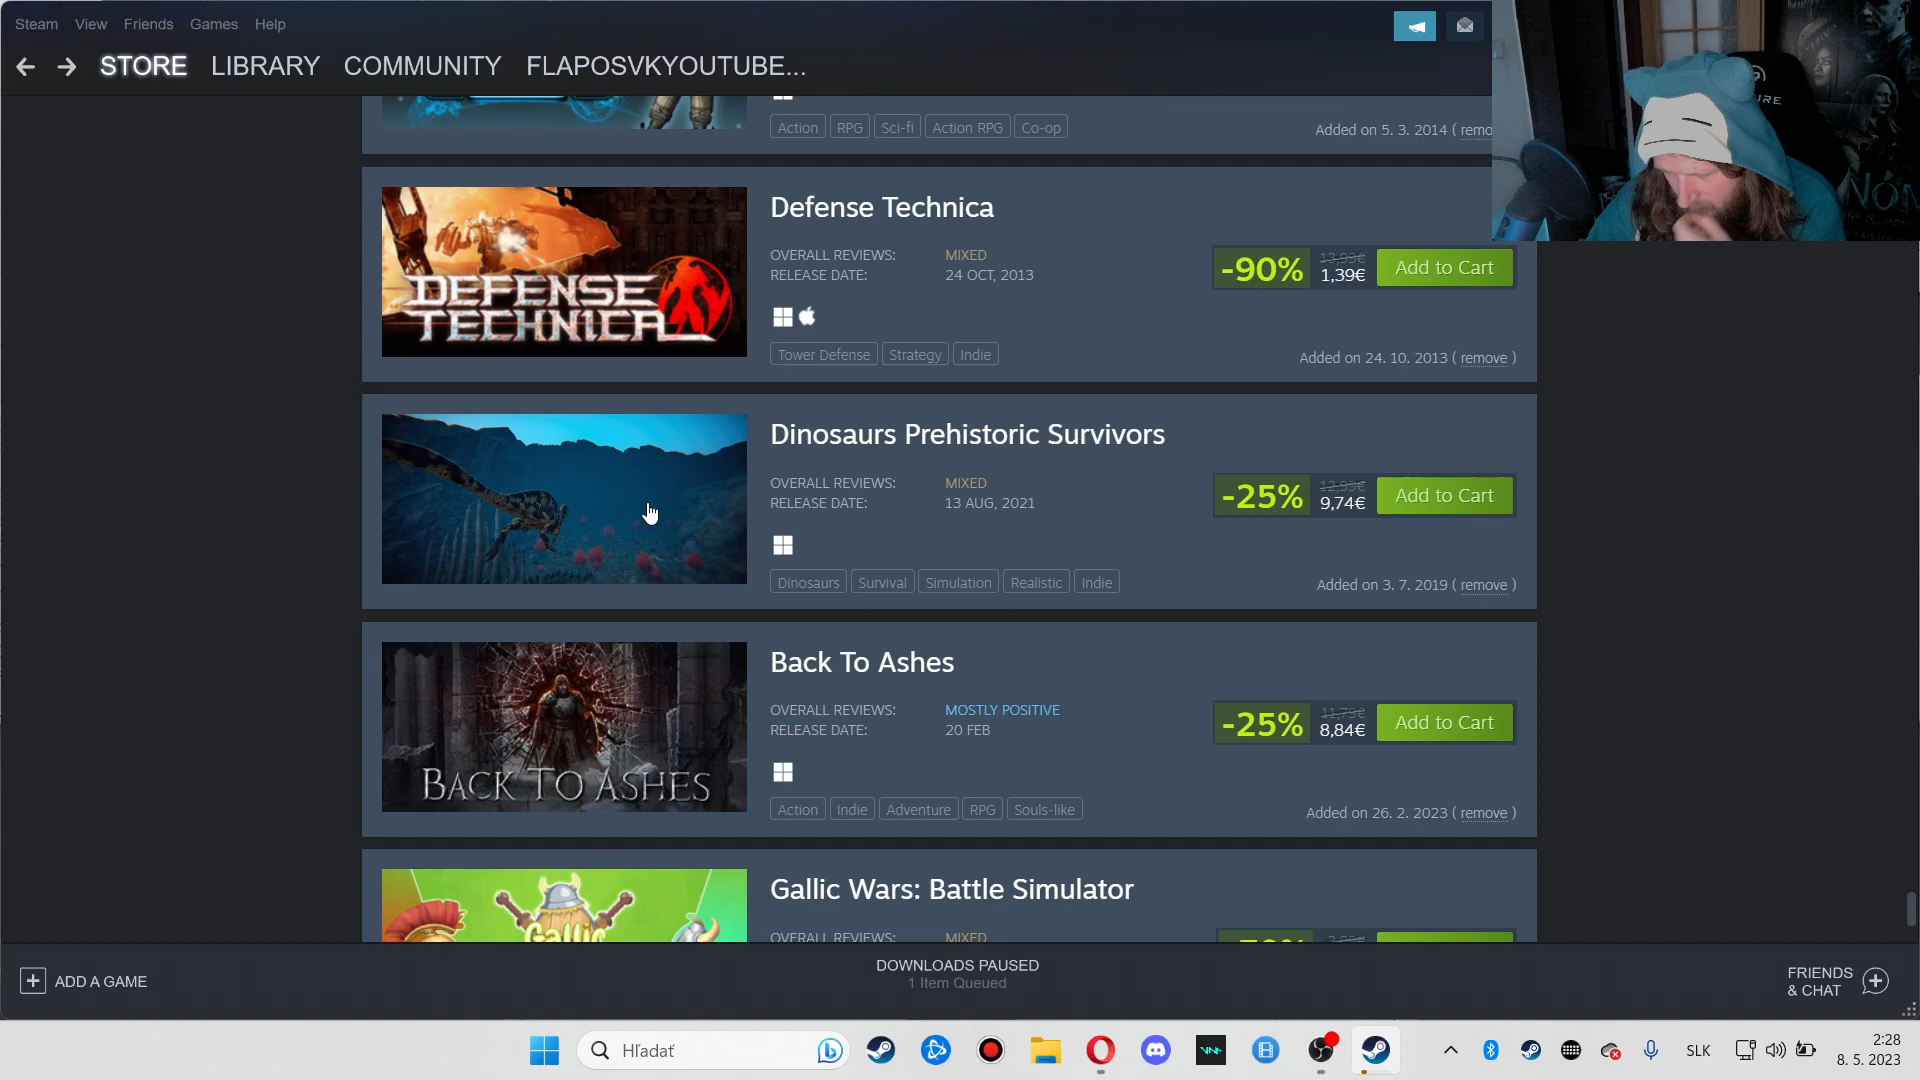 Steam View Friends Games Help
STORE LIBRARY COMMUNITY FLAPOSVKYOUTUBE...
Action RPG Sci-fi Action RPG Co-op
Added on 5. 3. 2014 ( remo
Defense Technica
OVERALL REVIEWS: MIXED
RELEASE DATE: 24 OCT, 2013
-90% 13,99€ 1,39€ Add to Cart
DEFENSE
TECHNICA
Tower Defense Strategy Indie
Added on 24. 10. 2013 ( remove )
Dinosaurs Prehistoric Survivors
OVERALL REVIEWS: MIXED
RELEASE DATE: 13 AUG, 2021
-25% 12,99€ 9,74€ Add to Cart
Dinosaurs Survival Simulation Realistic Indie
Added on 3. 7. 2019 ( remove )
Back To Ashes
OVERALL REVIEWS: MOSTLY POSITIVE
RELEASE DATE: 20 FEB
-25% 11,79€ 8,84€ Add to Cart
BACK TO ASHES
Action Indie Adventure RPG Souls-like
Added on 26. 2. 2023 ( remove )
Gallic Wars: Battle Simulator
OVERALL REVIEWS: MIXED
Gallic
+ ADD A GAME
DOWNLOADS PAUSED
1 Item Queued
FRIENDS
& CHAT
Hľadať
SLK
2:28
8. 5. 2023